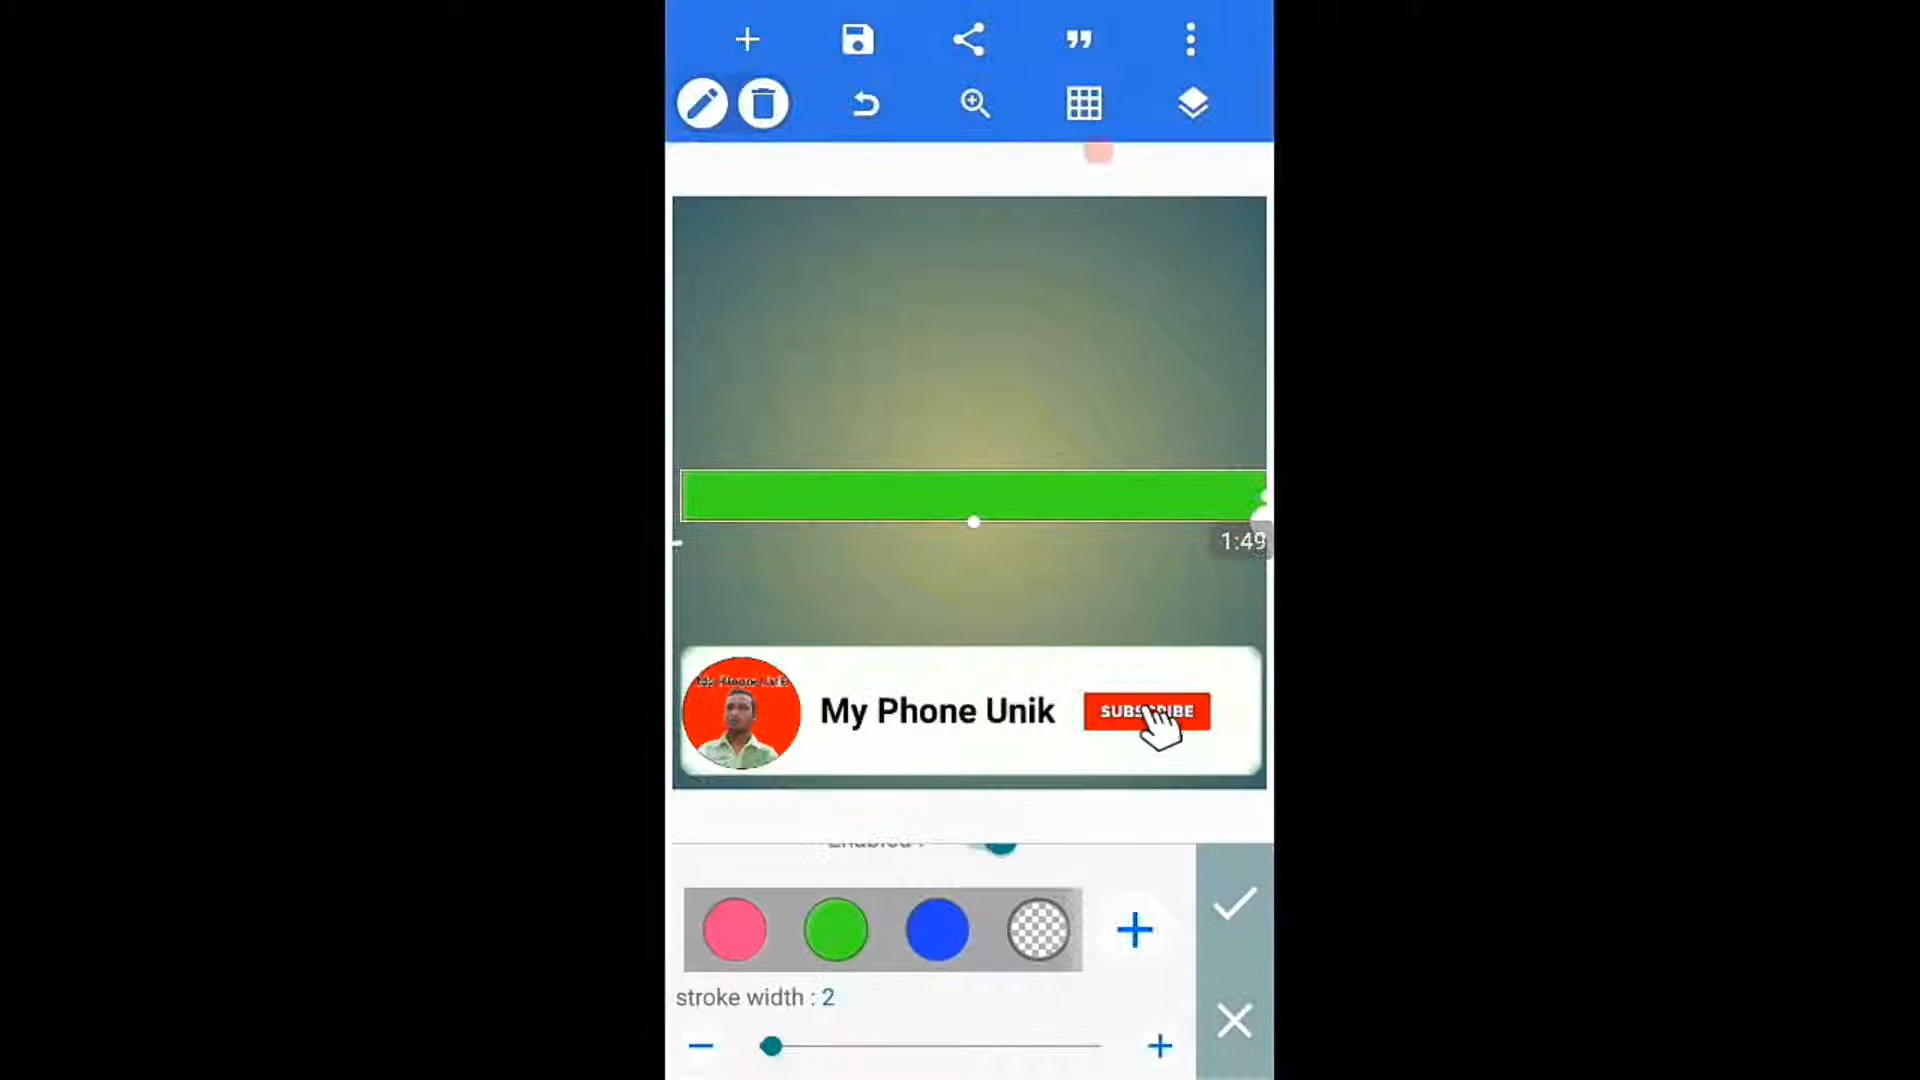 1:49
My Phone Unik
SUBSCRIBE
Enabled :
stroke width : 2